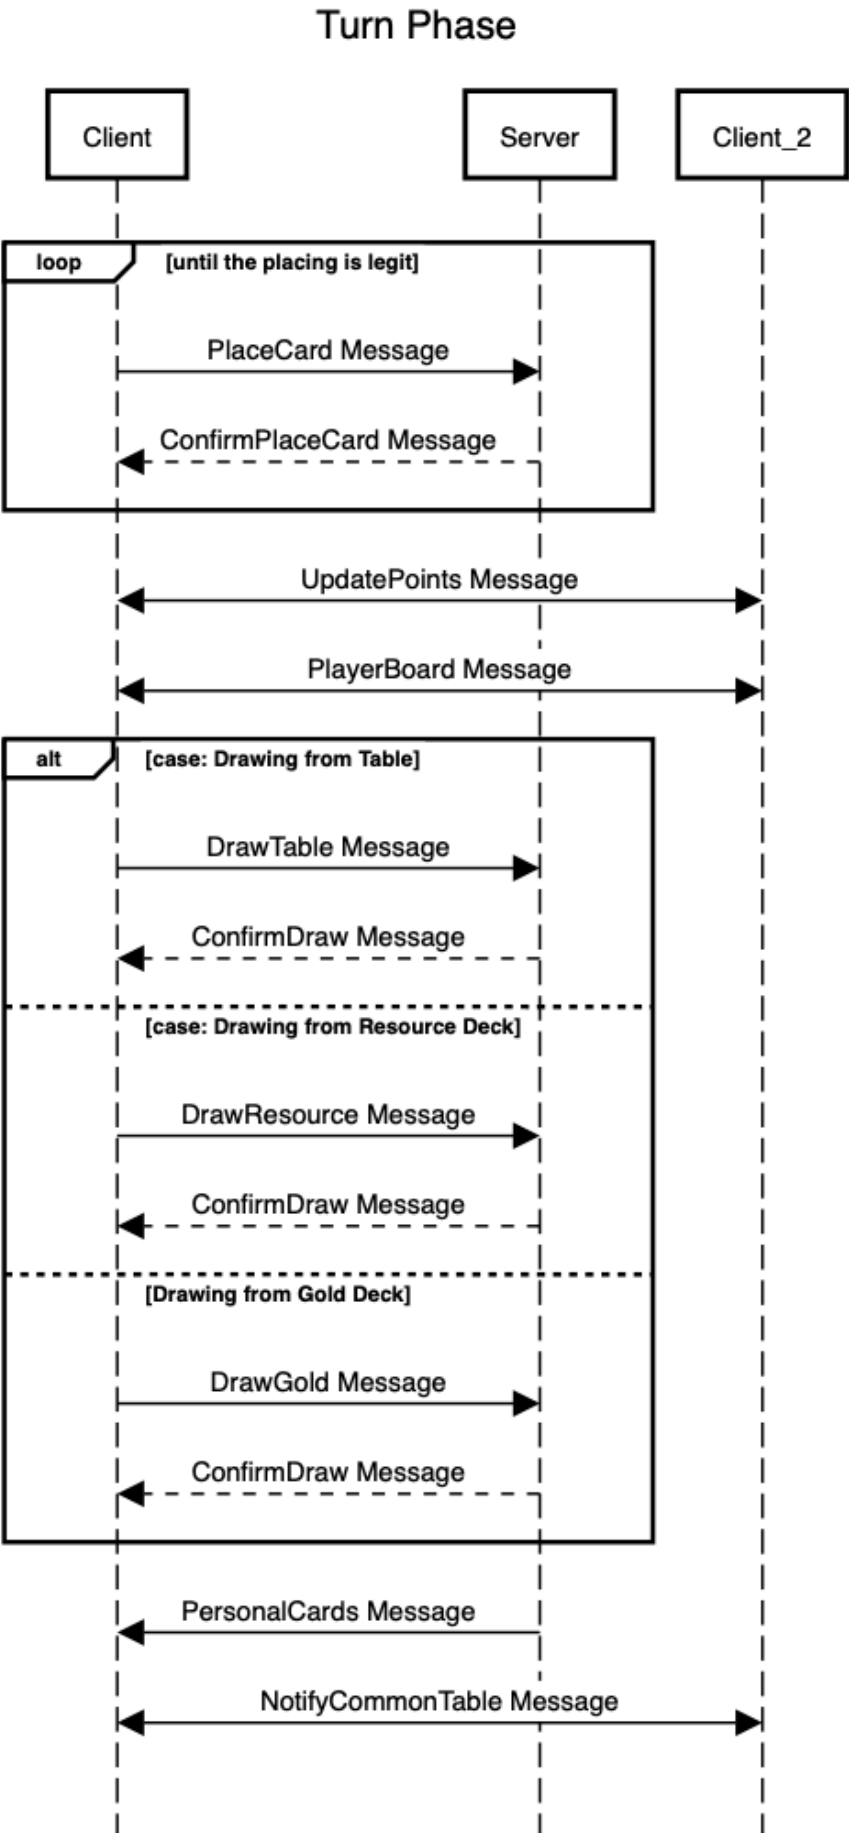 Turn Phase
Client
Server
Client_2
loop
[until the placing is legit]
PlaceCard Message
ConfirmPlaceCard Message
UpdatePoints Message
PlayerBoard Message
alt
[case: Drawing from Table]
DrawTable Message
ConfirmDraw Message
[case: Drawing from Resource Deck]
DrawResource Message
ConfirmDraw Message
[Drawing from Gold Deck]
DrawGold Message
ConfirmDraw Message
PersonalCards Message
NotifyCommonTable Message